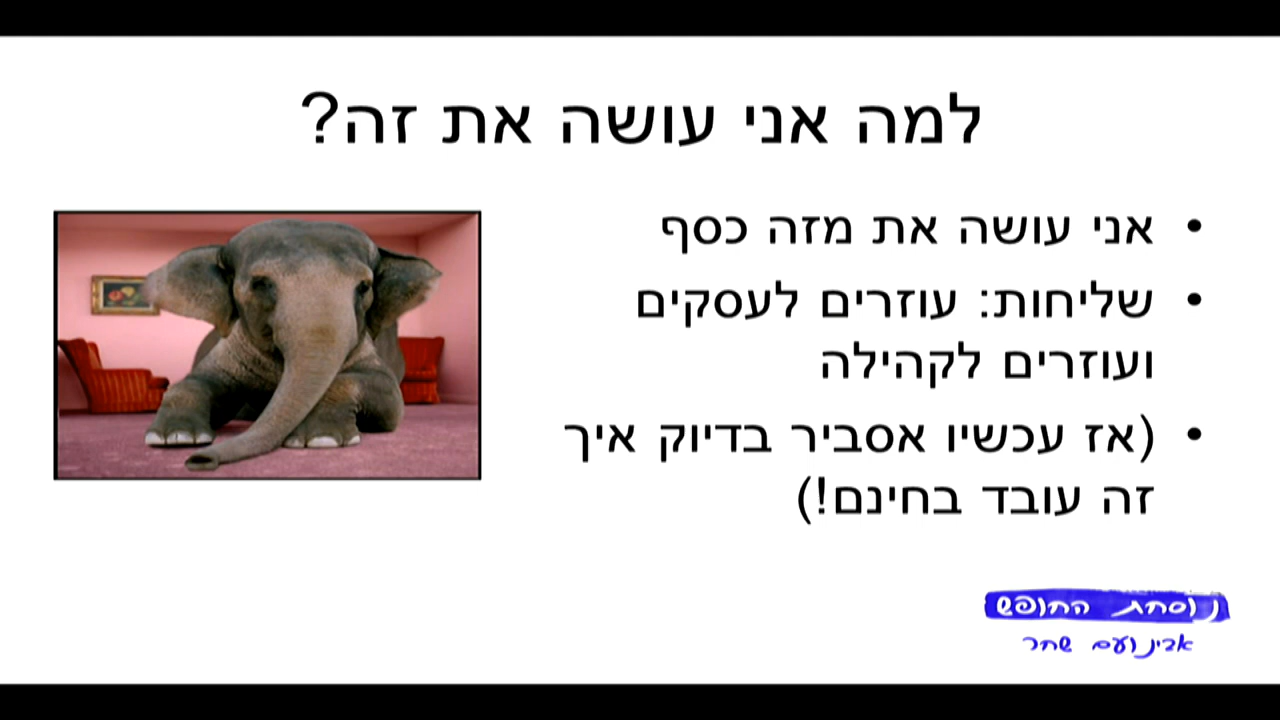 למה אני עושה את זה?
• אני עושה את מזה כסף
• שליחות: עוזרים לעסקים
ועוזרים לקהילה
• (אז עכשיו אסביר בדיוק איך
זה עובד בחינם!)
נוסחת החופש
אבינועם שחר